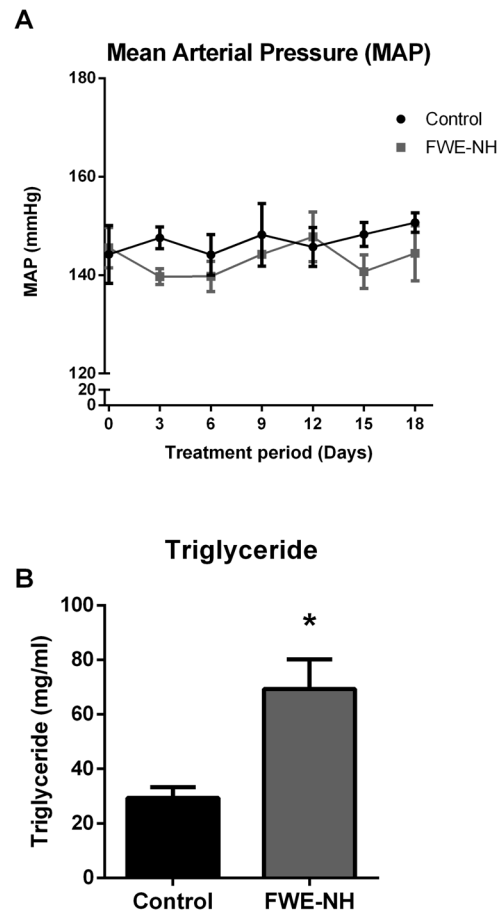 A
Mean Arterial Pressure (MAP)
180
160
140
120
20
0
MAP (mmHg)
Control
FWE-NH
0 3 6 9 12 15 18
Treatment period (Days)
Triglyceride
B
100
80
60
40
20
0
Triglyceride (mg/ml)
*
Control FWE-NH